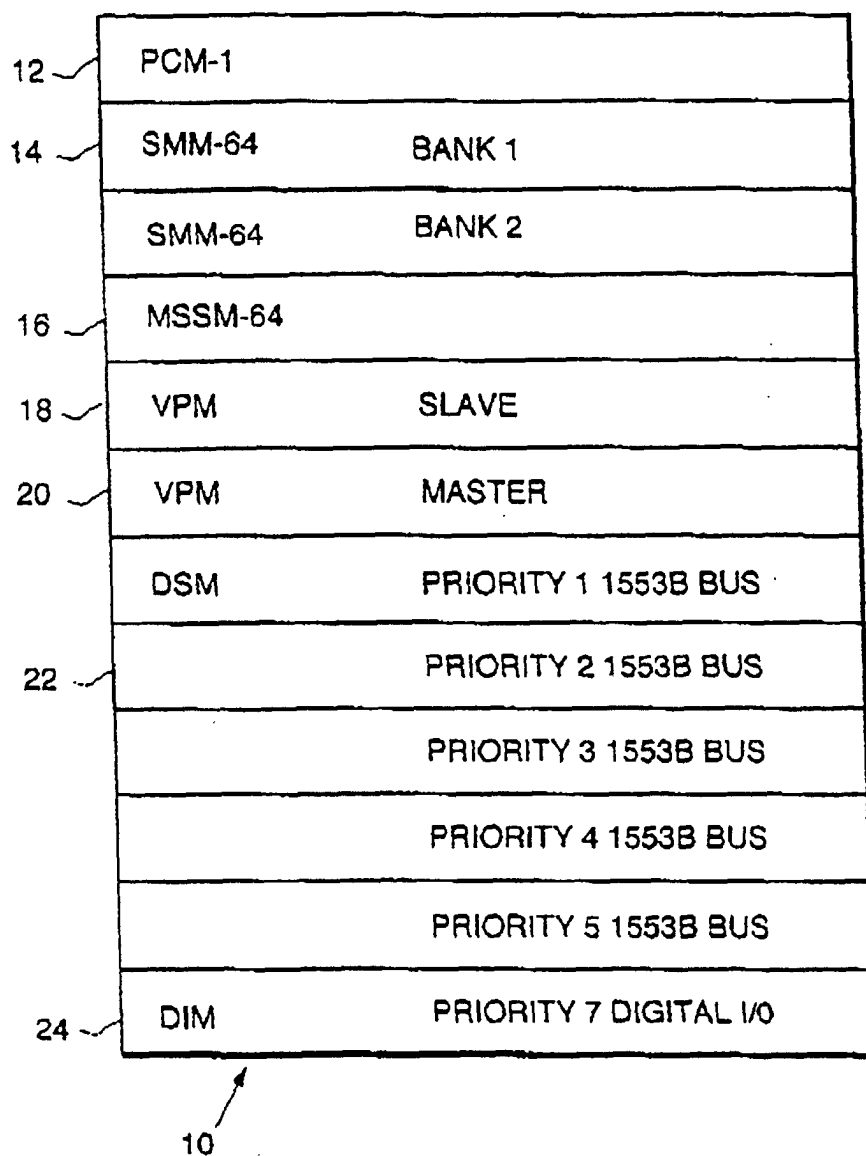 12 PCM-1
14 SMM-64 BANK 1
SMM-64 BANK 2
16 MSSM-64
18 VPM SLAVE
20 VPM MASTER
DSM PRIORITY 1 1553B BUS
22 PRIORITY 2 1553B BUS
PRIORITY 3 1553B BUS
PRIORITY 4 1553B BUS
PRIORITY 5 1553B BUS
24 DIM PRIORITY 7 DIGITAL I/0
10